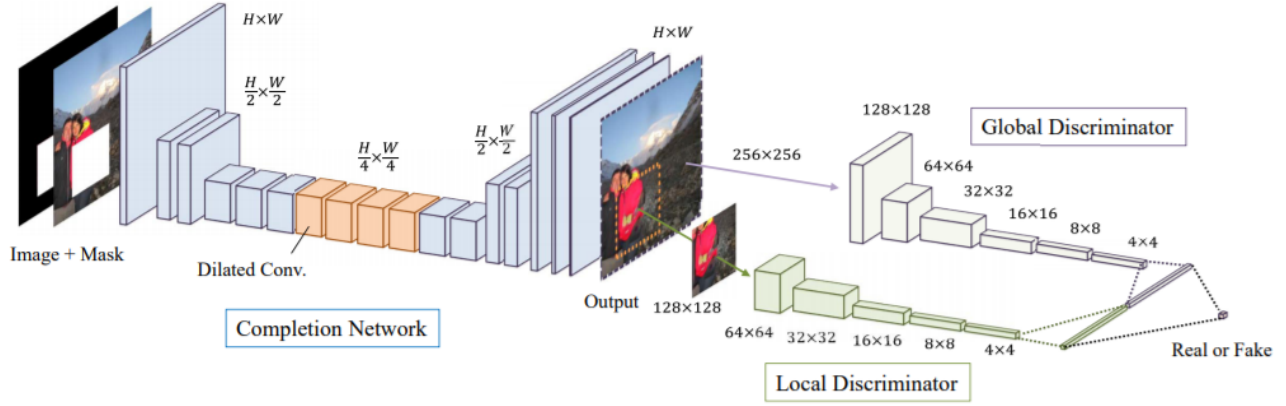 H×W
H/2 × W/2
H/4 × W/4
H/2 × W/2
H×W
Image + Mask
Dilated Conv.
Completion Network
Output
256×256
128×128
Global Discriminator
128×128
64×64
32×32
16×16
8×8
4×4
64×64
32×32
16×16
8×8
4×4
Local Discriminator
Real or Fake